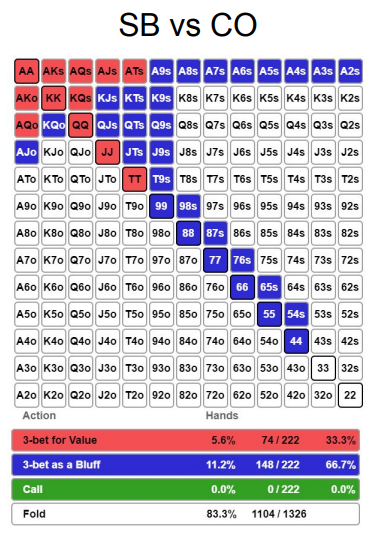 SB vs CO
AA AKs AQs AJs ATs A9s A8s A7s A6s A5s A4s A3s A2s
AKo KK KQs KJs KTs K9s K8s K7s K6s K5s K4s K3s K2s
AQo KQo QQ QJs QTs Q9s Q8s Q7s Q6s Q5s Q4s Q3s Q2s
AJo KJo QJo JJ JTs J9s J8s J7s J6s J5s J4s J3s J2s
ATo KTo QTo JTo TT T9s T8s T7s T6s T5s T4s T3s T2s
A9o K9o Q9o J9o T9o 99 98s 97s 96s 95s 94s 93s 92s
A8o K8o Q8o J8o T8o 98o 88 87s 86s 85s 84s 83s 82s
A7o K7o Q7o J7o T7o 97o 87o 77 76s 75s 74s 73s 72s
A6o K6o Q6o J6o T6o 96o 86o 76o 66 65s 64s 63s 62s
A5o K5o Q5o J5o T5o 95o 85o 75o 65o 55 54s 53s 52s
A4o K4o Q4o J4o T4o 94o 84o 74o 64o 54o 44 43s 42s
A3o K3o Q3o J3o T3o 93o 83o 73o 63o 53o 43o 33 32s
A2o K2o Q2o J2o T2o 92o 82o 72o 62o 52o 42o 32o 22
Action Hands
3-bet for Value 5.6% 74 / 222 33.3%
3-bet as a Bluff 11.2% 148 / 222 66.7%
Call 0.0% 0 / 222 0.0%
Fold 83.3% 1104 / 1326